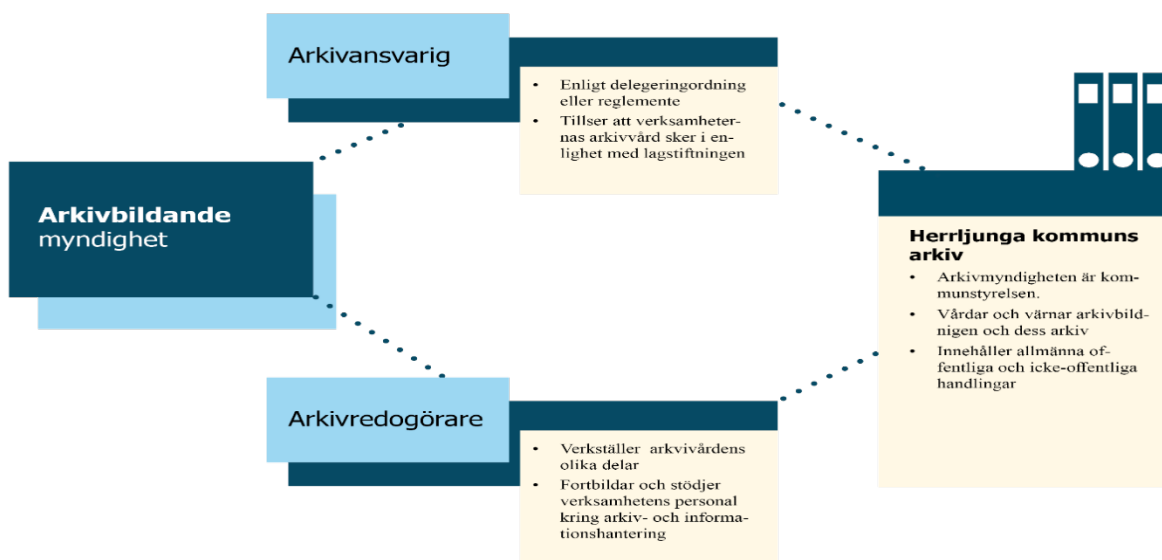 Arkivansvarig
• Enligt delegeringordning
eller reglemente
• Tillser att verksamheter-
nas arkivvård sker i en-
lighet med lagstiftningen
Arkivbildande
myndighet
Herrljunga kommuns
arkiv
• Arkivmyndigheten är kom-
munstyrelsen.
• Vårdar och värnar arkivbild-
nigen och dess arkiv
• Innehåller allmänna of-
fentliga och icke-offentliga
handlingar
Arkivredogörare
• Verkställer arkvivårdens
olika delar
• Fortbildar och stödjer
verksamhetens personal
kring arkiv- och informa-
tionshantering